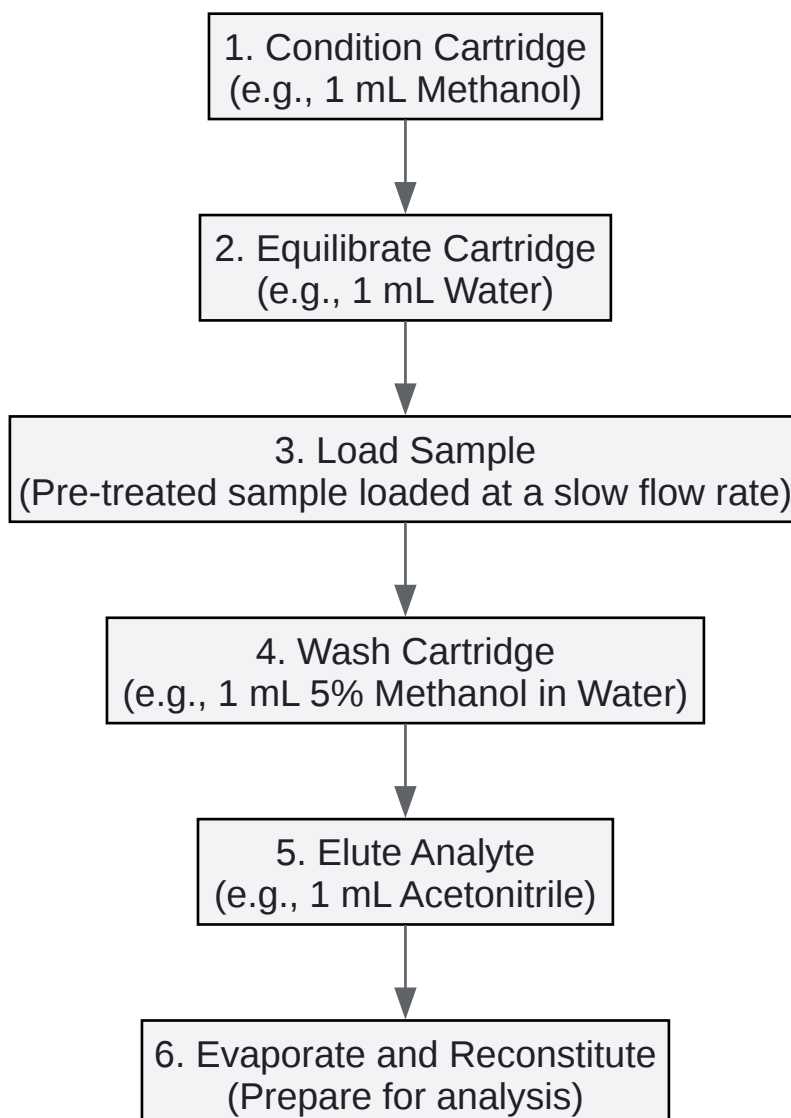 1. Condition Cartridge
(e.g., 1 mL Methanol)
2. Equilibrate Cartridge
(e.g., 1 mL Water)
3. Load Sample
(Pre-treated sample loaded at a slow flow rate)
4. Wash Cartridge
(e.g., 1 mL 5% Methanol in Water)
5. Elute Analyte
(e.g., 1 mL Acetonitrile)
6. Evaporate and Reconstitute
(Prepare for analysis)